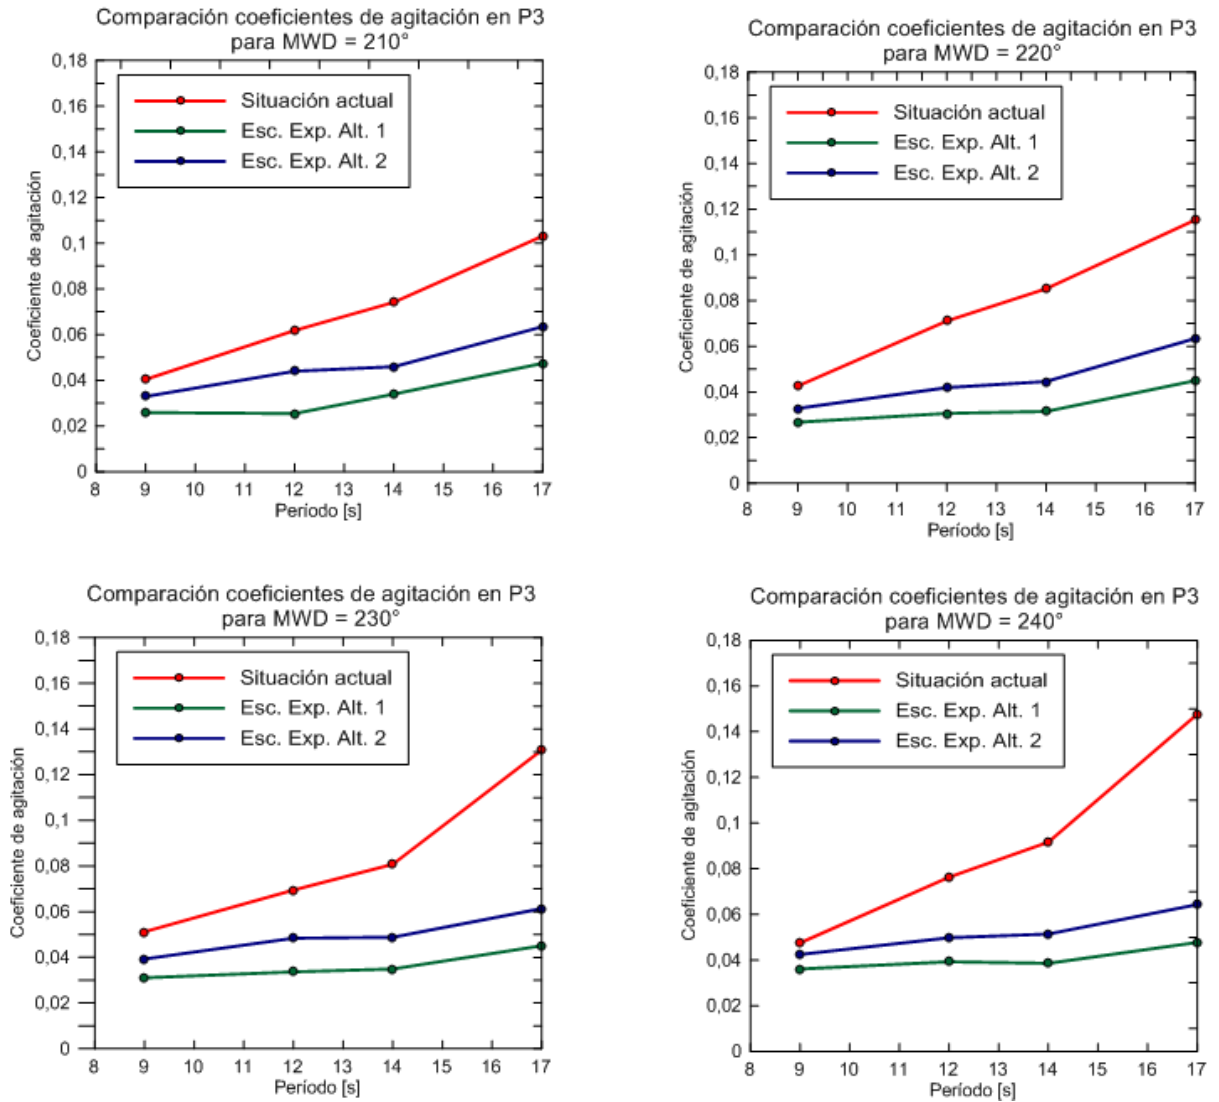 Comparación coeficientes de agitación en P3
para MWD = 210°
0,18
0,16
0,14
0,12
0,1
0,08
0,06
0,04
0,02
0
Coeficiente de agitación
Situación actual
Esc. Exp. Alt. 1
Esc. Exp. Alt. 2
8 9 10 11 12 13 14 15 16 17
Período [s]
Comparación coeficientes de agitación en P3
para MWD = 220°
0,18
0,16
0,14
0,12
0,1
0,08
0,06
0,04
0,02
0
Coeficiente de agitación
Situación actual
Esc. Exp. Alt. 1
Esc. Exp. Alt. 2
8 9 10 11 12 13 14 15 16 17
Período [s]
Comparación coeficientes de agitación en P3
para MWD = 230°
0,18
0,16
0,14
0,12
0,1
0,08
0,06
0,04
0,02
0
Coeficiente de agitación
Situación actual
Esc. Exp. Alt. 1
Esc. Exp. Alt. 2
8 9 10 11 12 13 14 15 16 17
Período [s]
Comparación coeficientes de agitación en P3
para MWD = 240°
0,18
0,16
0,14
0,12
0,1
0,08
0,06
0,04
0,02
0
Coeficiente de agitación
Situación actual
Esc. Exp. Alt. 1
Esc. Exp. Alt. 2
8 9 10 11 12 13 14 15 16 17
Período [s]